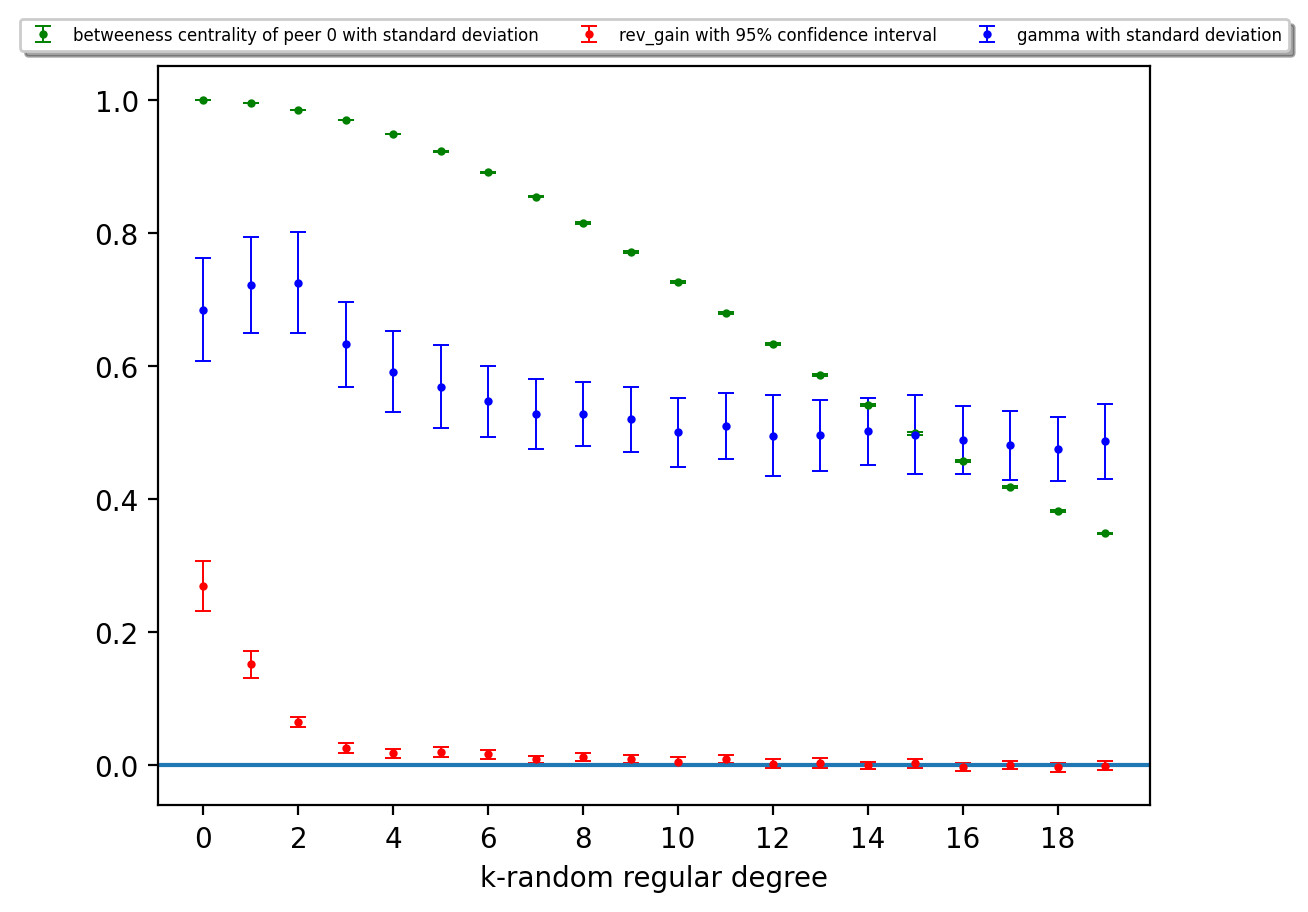 betweeness centrality of peer 0 with standard deviation rev_gain with 95% confidence interval gamma with standard deviation
1.0
0.8
0.6
0.4
0.2
0.0
0 2 4 6 8 10 12 14 16 18
k-random regular degree